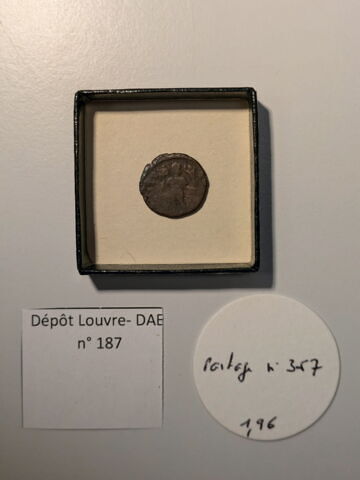 Dépôt Louvre- DAE
n° 187
Partage n° 357
1,96